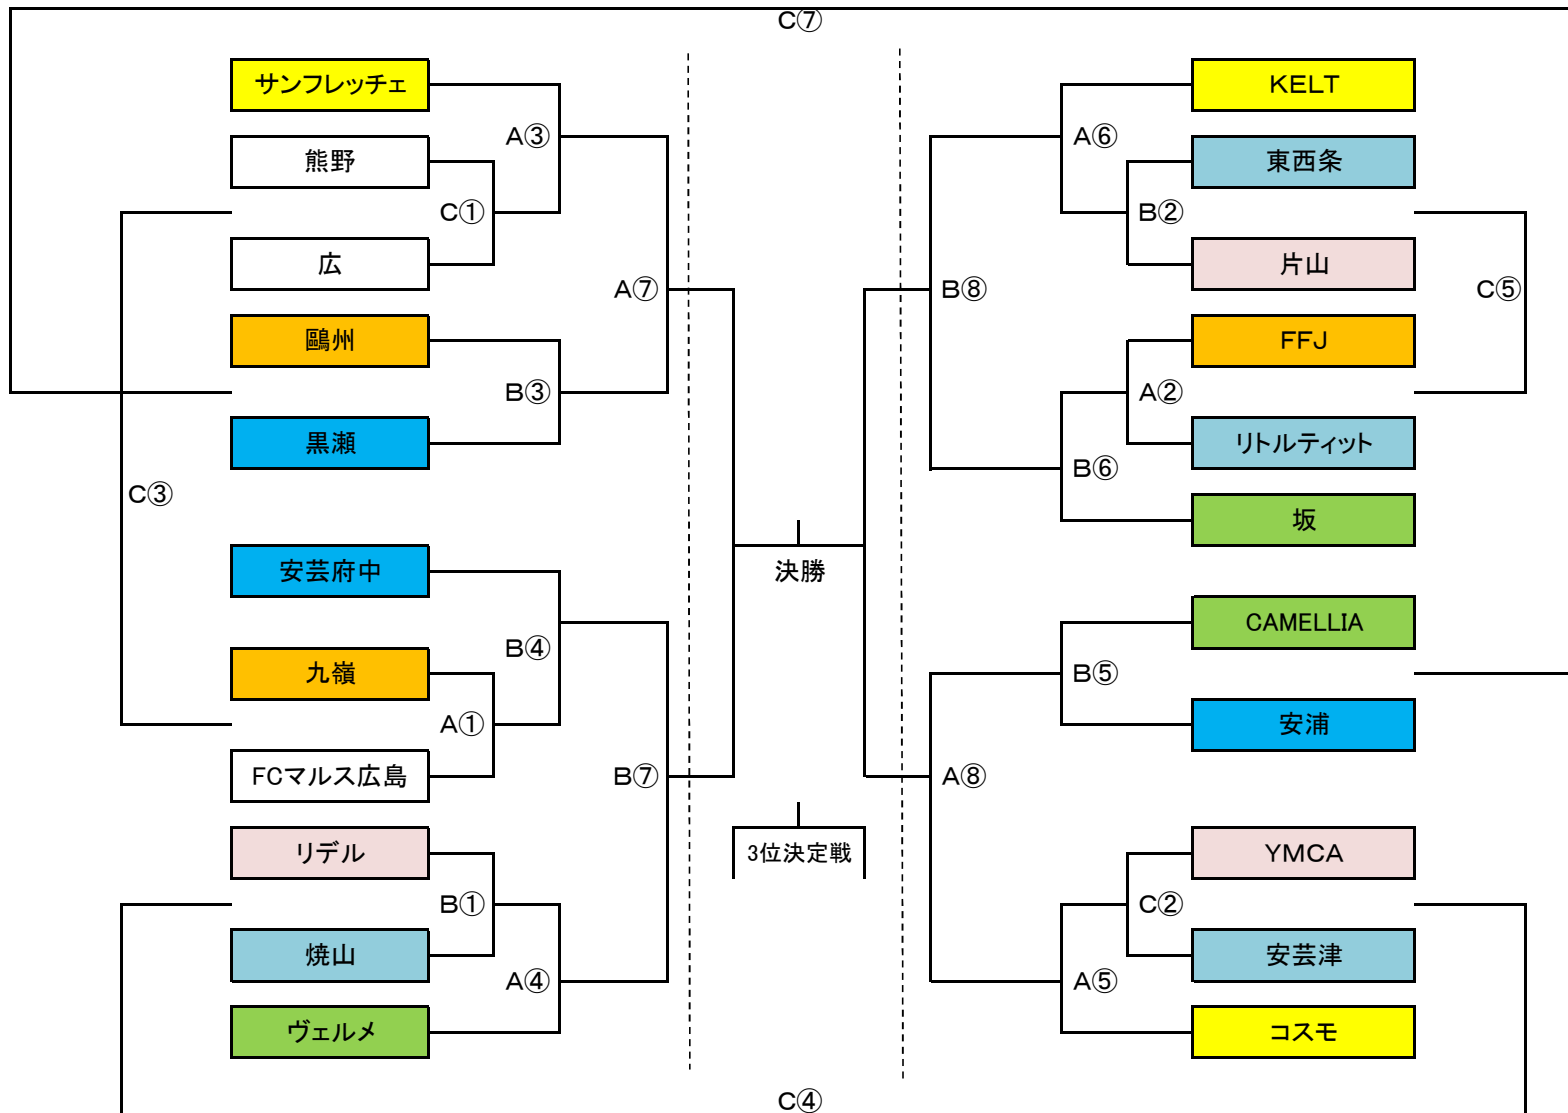 C⑦
サンフレッチェ
KELT
A③
A⑥
熊野
東西条
C①
B②
広
片山
A⑦
B⑧
C⑤
鷗州
FFJ
B③
A②
黒瀬
リトルティット
B⑥
C③
坂
安芸府中
決勝
CAMELLIA
B④
九嶺
B⑤
A①
安浦
FCマルス広島
B⑦
A⑧
リデル
3位決定戦
YMCA
B①
C②
焼山
安芸津
A④
A⑤
ヴェルメ
コスモ
C④